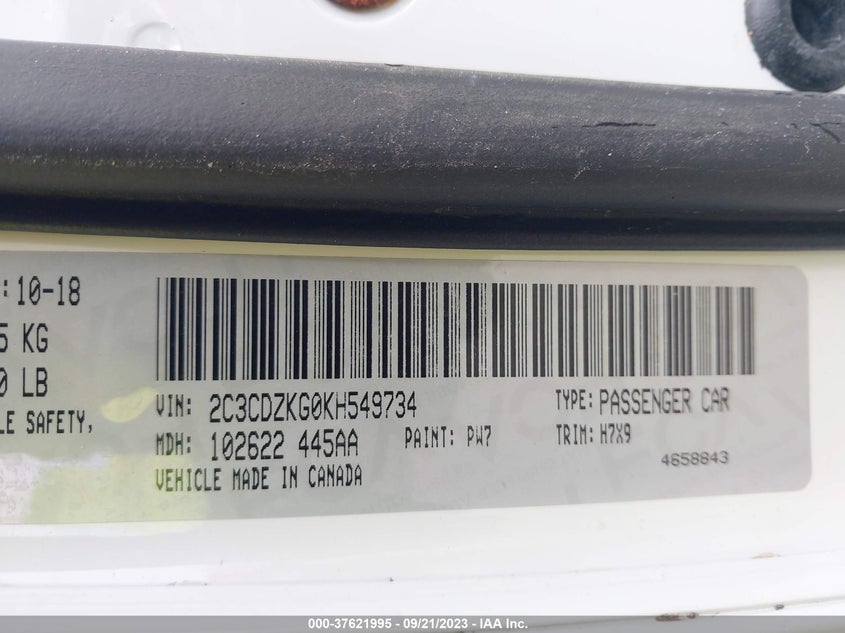 : 10-18
5 KG
0 LB
LE SAFETY,
VIN: 2C3CDZKG0KH549734
TYPE: PASSENGER CAR
MDH: 102622 445AA
PAINT: PW7
TRIM: H7X9
VEHICLE MADE IN CANADA
4658843
000-37621995 - 09/21/2023 - IAA Inc.